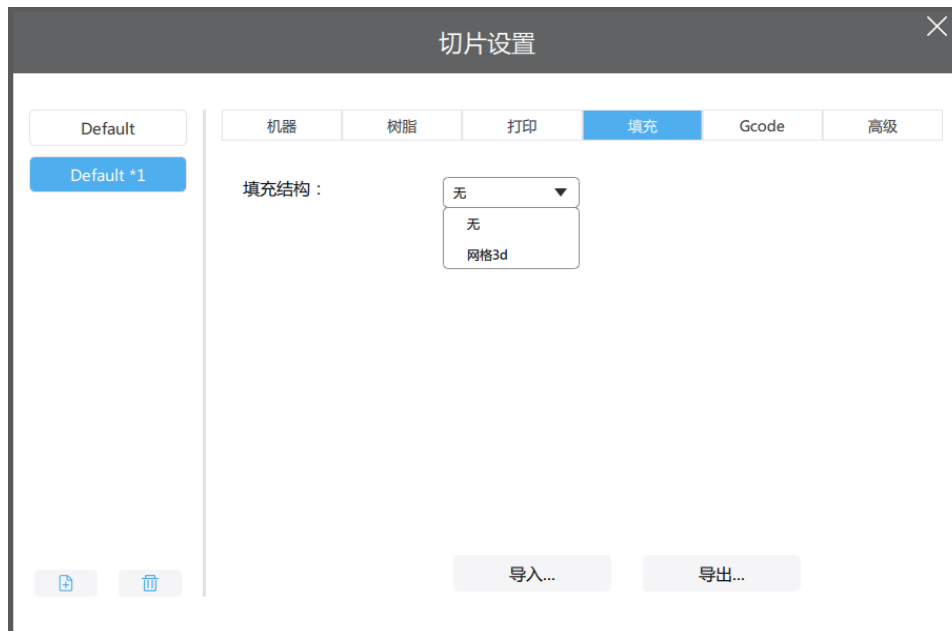 切片设置
Default
Default *1
机器 树脂 打印 填充 Gcode 高级
填充结构：
无
无
网格3d
导入... 导出...